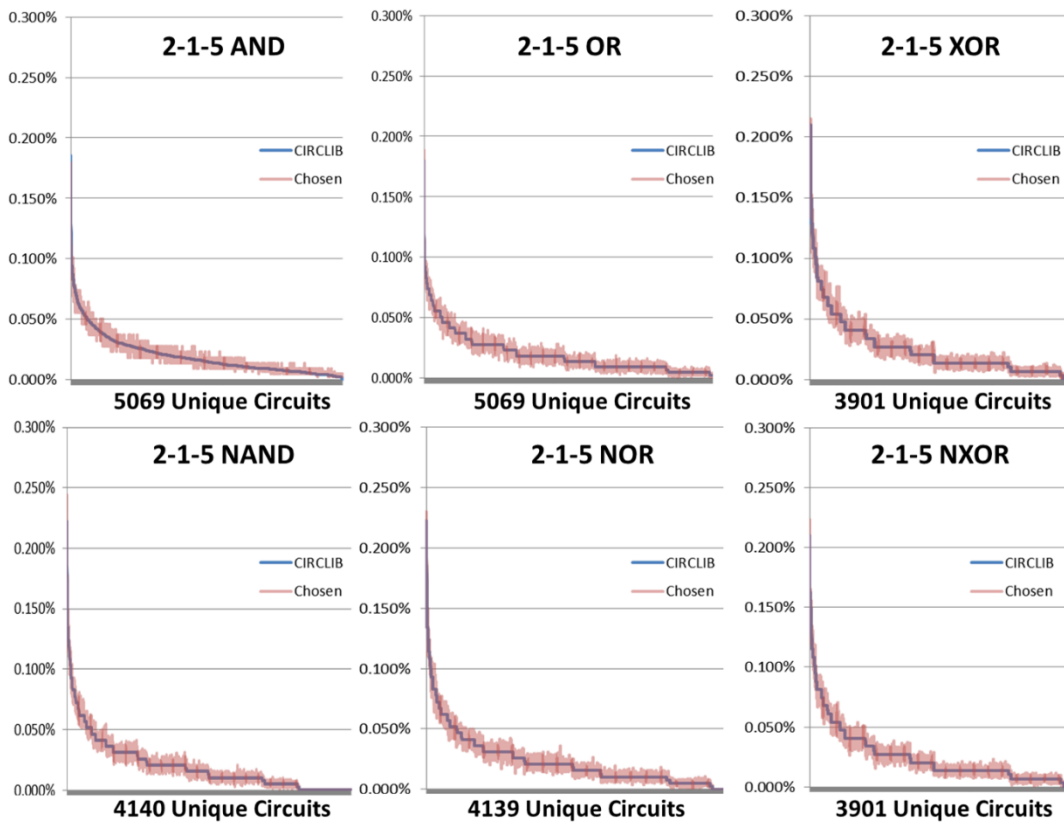 0.300%
0.250%
0.200%
0.150%
0.100%
0.050%
0.000%
2-1-5 AND
CIRCLIB
Chosen
5069 Unique Circuits
0.300%
0.250%
0.200%
0.150%
0.100%
0.050%
0.000%
2-1-5 OR
CIRCLIB
Chosen
5069 Unique Circuits
0.300%
0.250%
0.200%
0.150%
0.100%
0.050%
0.000%
2-1-5 XOR
CIRCLIB
Chosen
3901 Unique Circuits
0.300%
0.250%
0.200%
0.150%
0.100%
0.050%
0.000%
2-1-5 NAND
CIRCLIB
Chosen
4140 Unique Circuits
0.300%
0.250%
0.200%
0.150%
0.100%
0.050%
0.000%
2-1-5 NOR
CIRCLIB
Chosen
4139 Unique Circuits
0.300%
0.250%
0.200%
0.150%
0.100%
0.050%
0.000%
2-1-5 NXOR
CIRCLIB
Chosen
3901 Unique Circuits